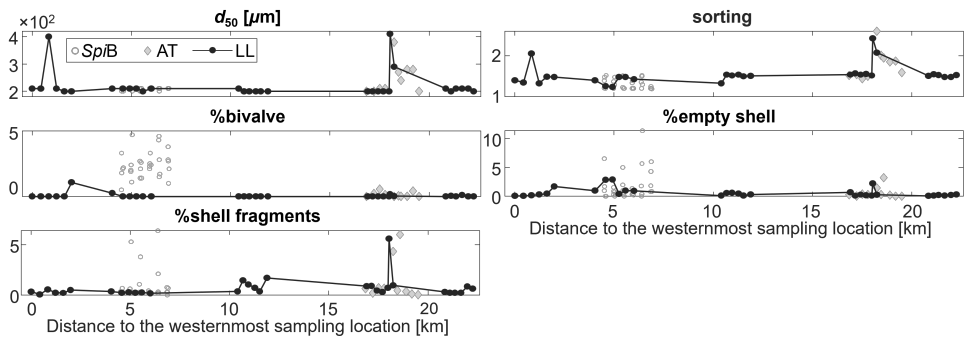 d50 [μm]
×10²
4
3
2
SpiB AT LL
sorting
2
1
%bivalve
5
0
%empty shell
10
5
0
0 5 10 15 20
Distance to the westernmost sampling location [km]
%shell fragments
5
0
0 5 10 15 20
Distance to the westernmost sampling location [km]